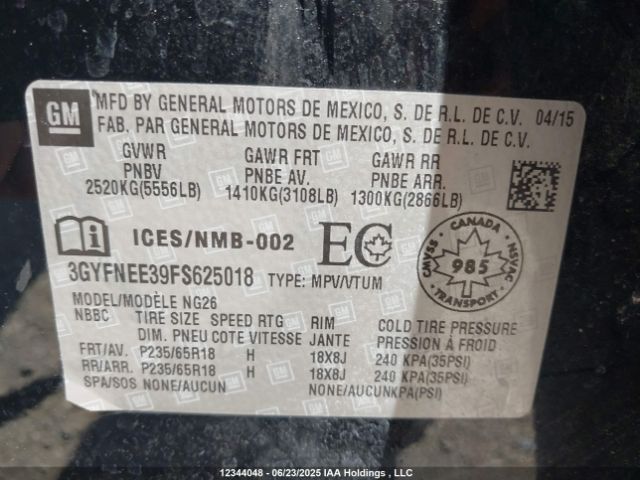 GM
MFD BY GENERAL MOTORS DE MEXICO, S. DE R.L. DE C.V. 04/15
FAB. PAR GENERAL MOTORS DE MEXICO, S. DE R.L. DE C.V.
GVWR GAWR FRT GAWR RR
PNBV PNBE AV. PNBE ARR.
2520KG(5556LB) 1410KG(3108LB) 1300KG(2866LB)
ICES/NMB-002 EC
CANADA CMVSS NSVAC 985 TRANSPORT
3GYFNEE39FS625018 TYPE: MPV/VTUM
MODEL/MODÈLE NG26
NBBC TIRE SIZE SPEED RTG RIM COLD TIRE PRESSURE
DIM. PNEU COTE VITESSE JANTE PRESSION À FROID
FRT/AV. P235/65R18 H 18X8J 240 KPA(35PSI)
RR/ARR. P235/65R18 H 18X8J 240 KPA(35PSI)
SPA/SOS NONE/AUCUN NONE/AUCUNKPA(PSI)
12344048 - 06/23/2025 IAA Holdings , LLC